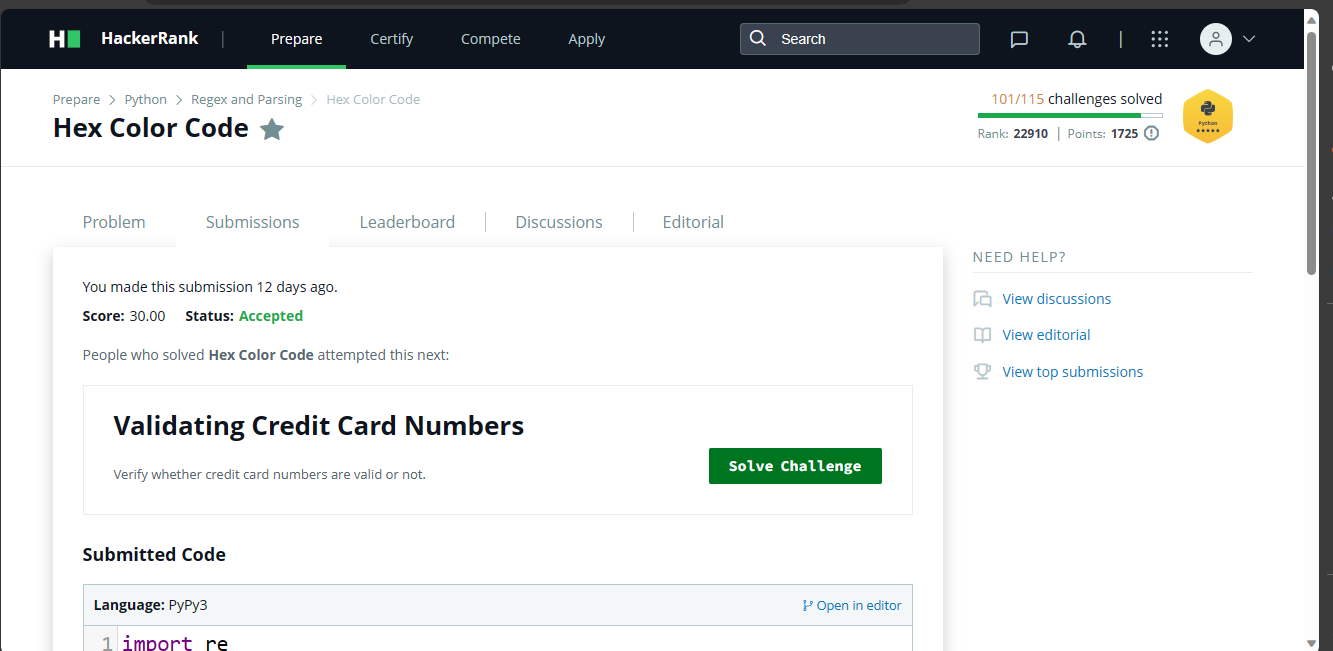 H HackerRank | Prepare Certify Compete Apply Search |
Prepare > Python > Regex and Parsing > Hex Color Code
101/115 challenges solved
Hex Color Code
Rank: 22910 | Points: 1725
Python
Problem Submissions Leaderboard Discussions Editorial
NEED HELP?
View discussions
View editorial
View top submissions
You made this submission 12 days ago.
Score: 30.00 Status: Accepted
People who solved Hex Color Code attempted this next:
Validating Credit Card Numbers
Verify whether credit card numbers are valid or not.
Solve Challenge
Submitted Code
Language: PyPy3 Open in editor
1 import re